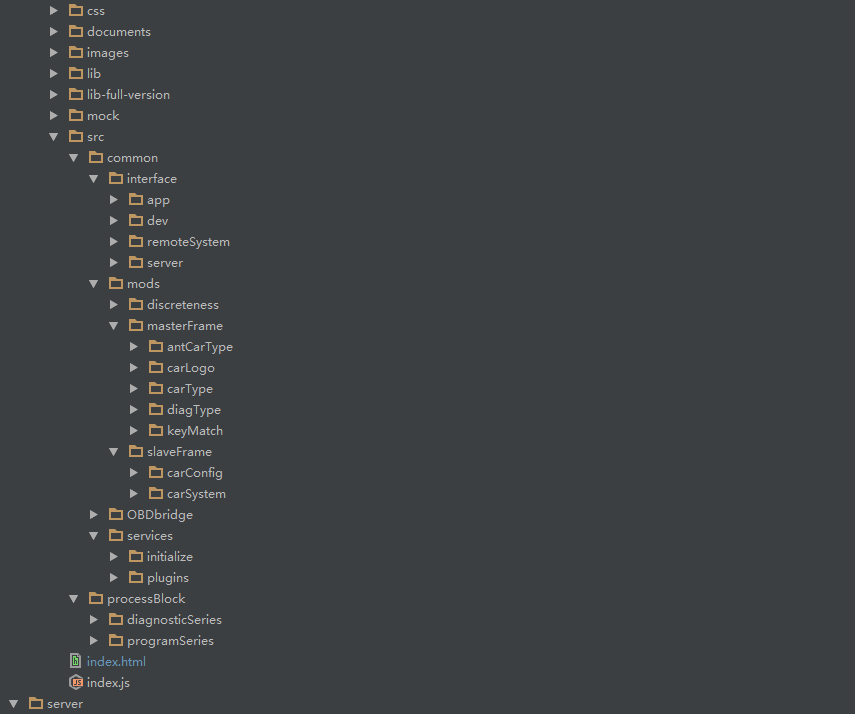 css
documents
images
lib
lib-full-version
mock
src
common
interface
app
dev
remoteSystem
server
mods
discreteness
masterFrame
antCarType
carLogo
carType
diagType
keyMatch
slaveFrame
carConfig
carSystem
OBDbridge
services
initialize
plugins
processBlock
diagnosticSeries
programSeries
index.html
index.js
server